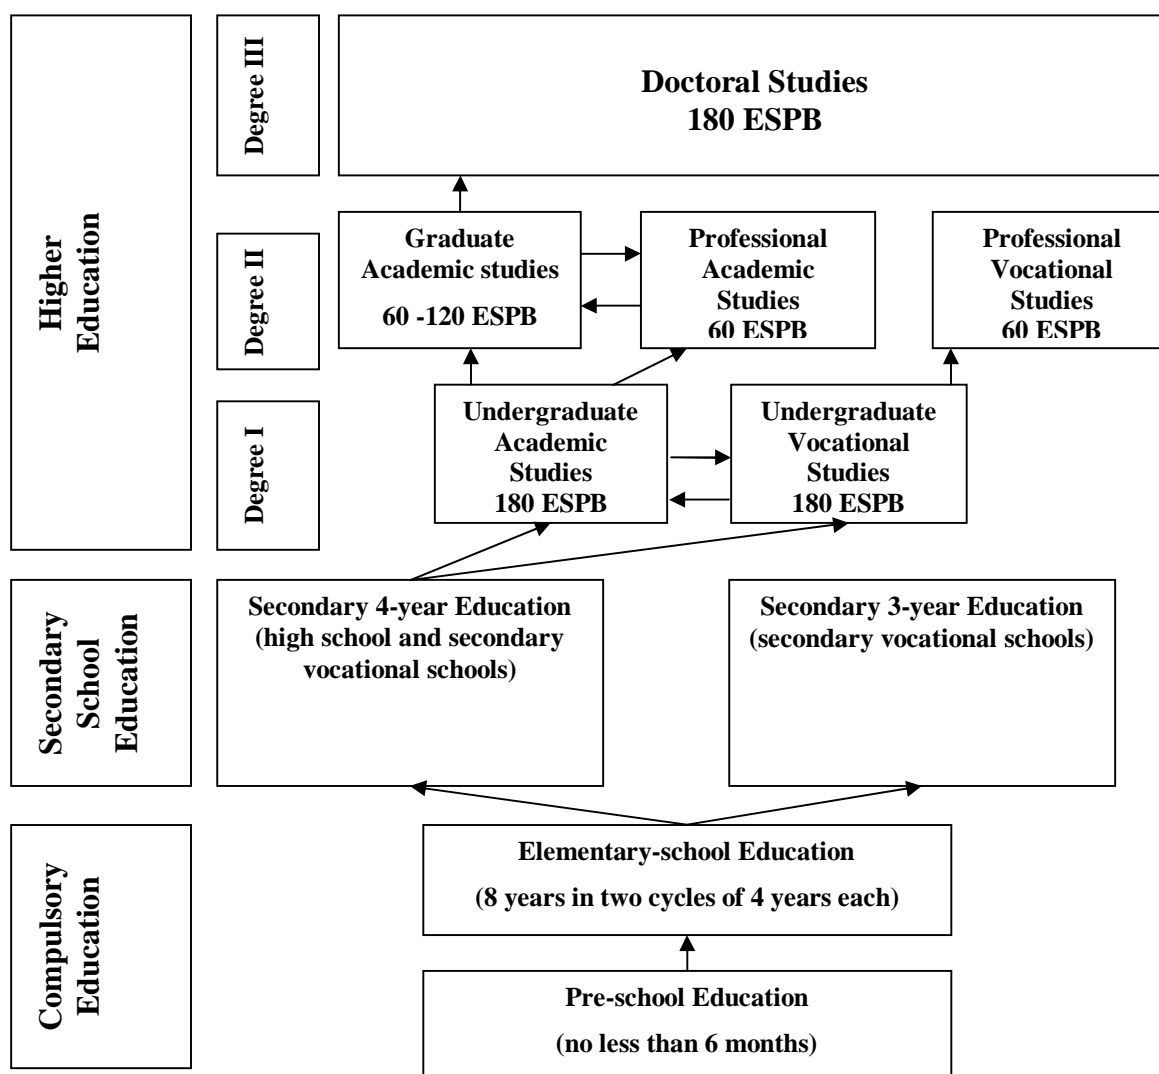 Higher
Education
Degree III
Doctoral Studies
180 ESPB
Degree II
Graduate
Academic studies
60 -120 ESPB
Professional
Academic
Studies
60 ESPB
Professional
Vocational
Studies
60 ESPB
Degree I
Undergraduate
Academic
Studies
180 ESPB
Undergraduate
Vocational
Studies
180 ESPB
Secondary
School
Education
Secondary 4-year Education
(high school and secondary
vocational schools)
Secondary 3-year Education
(secondary vocational schools)
Compulsory
Education
Elementary-school Education
(8 years in two cycles of 4 years each)
Pre-school Education
(no less than 6 months)